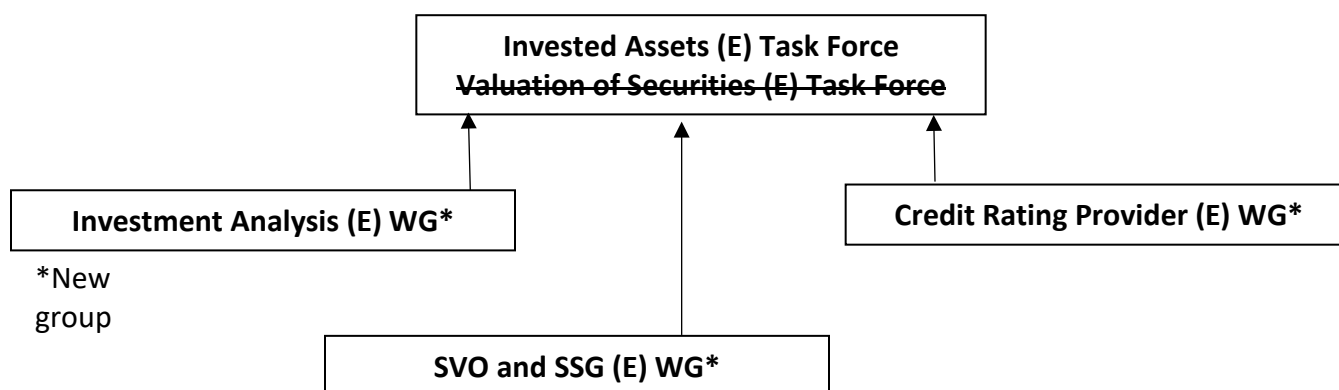 Invested Assets (E) Task Force
Valuation of Securities (E) Task Force
Investment Analysis (E) WG*
Credit Rating Provider (E) WG*
*New
group
SVO and SSG (E) WG*